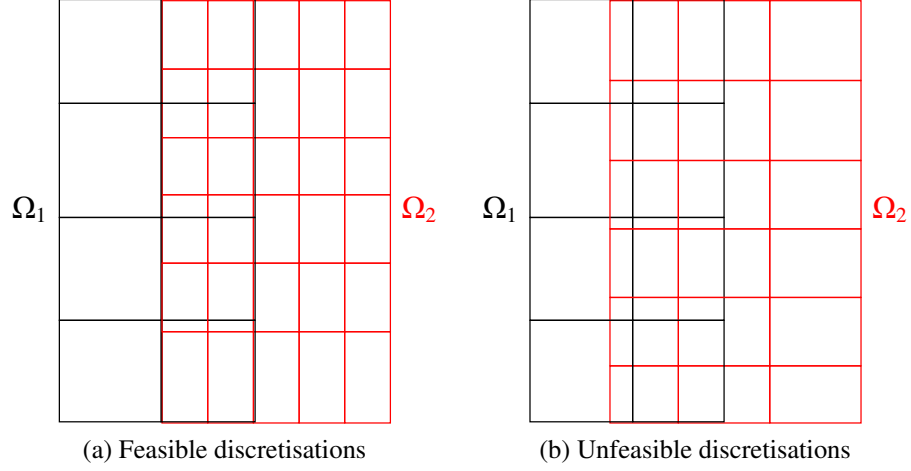 Ω₁ Ω₂ Ω₁ Ω₂
(a) Feasible discretisations (b) Unfeasible discretisations